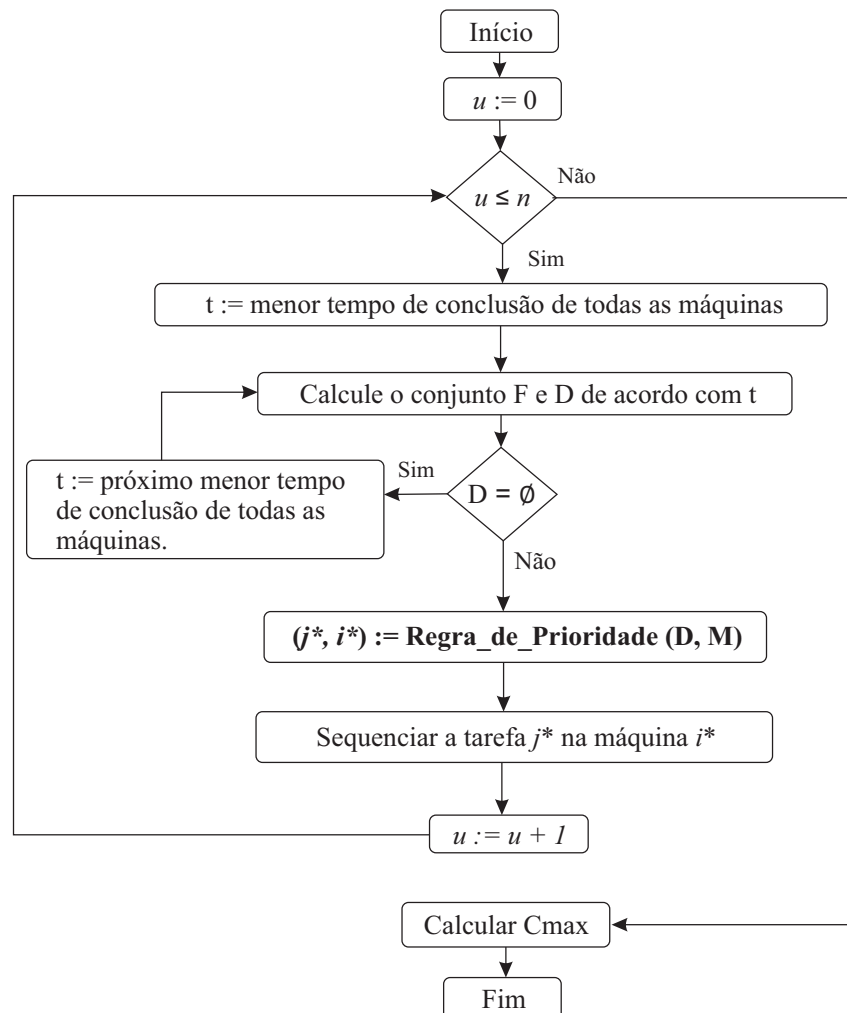 Início
u := 0
Não
u ≤ n
Sim
t := menor tempo de conclusão de todas as máquinas
Calcule o conjunto F e D de acordo com t
Sim
t := próximo menor tempo
de conclusão de todas as
máquinas.
D = ∅
Não
(j*, i*) := Regra_de_Prioridade (D, M)
Sequenciar a tarefa j* na máquina i*
u := u + 1
Calcular Cmax
Fim